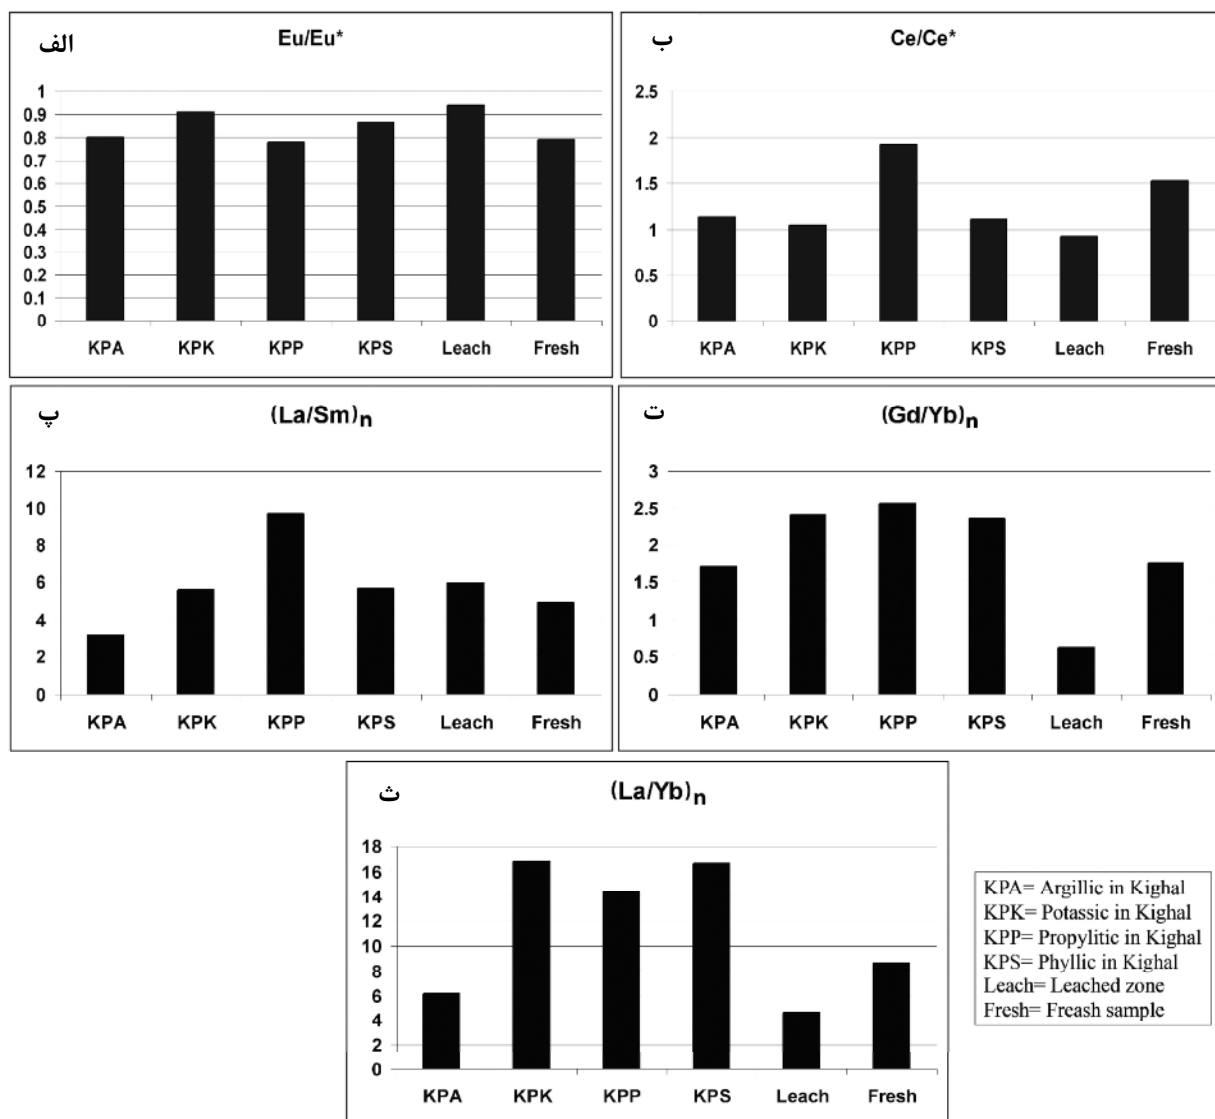 الف
Eu/Eu*
1
0.9
0.8
0.7
0.6
0.5
0.4
0.3
0.2
0.1
0
KPA KPK KPP KPS Leach Fresh
ب
Ce/Ce*
2.5
2
1.5
1
0.5
0
KPA KPK KPP KPS Leach Fresh
پ
(La/Sm)n
12
10
8
6
4
2
0
KPA KPK KPP KPS Leach Fresh
ت
(Gd/Yb)n
3
2.5
2
1.5
1
0.5
0
KPA KPK KPP KPS Leach Fresh
ث
(La/Yb)n
18
16
14
12
10
8
6
4
2
0
KPA KPK KPP KPS Leach Fresh
KPA= Argillic in Kighal
KPK= Potassic in Kighal
KPP= Propylitic in Kighal
KPS= Phyllic in Kighal
Leach= Leached zone
Fresh= Freash sample